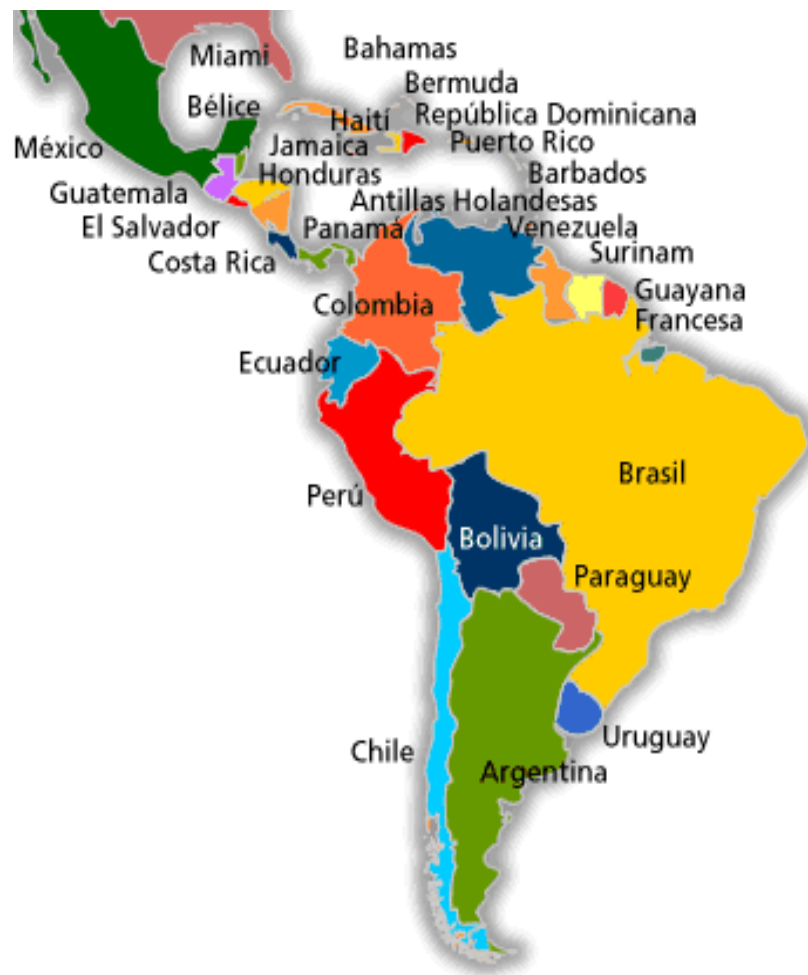 Bahamas
Miami
Bermuda
Bélice
República Dominicana
Haití
Puerto Rico
México
Jamaica
Barbados
Honduras
Guatemala
Antillas Holandesas
El Salvador
Panamá
Venezuela
Surinam
Costa Rica
Guayana
Francesa
Colombia
Ecuador
Brasil
Perú
Bolivia
Paraguay
Uruguay
Chile
Argentina